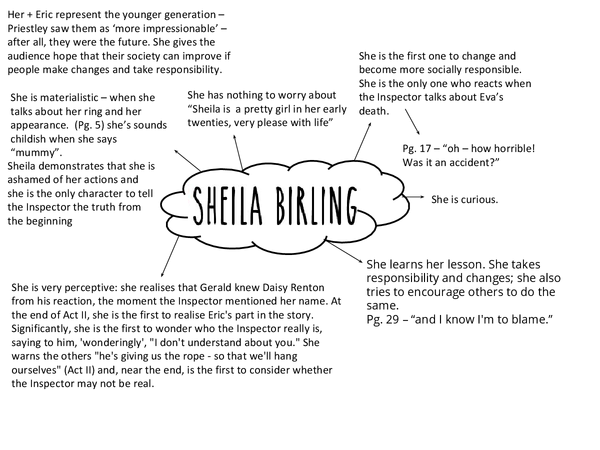 Her + Eric represent the younger generation –
Priestley saw them as ‘more impressionable’ –
after all, they were the future. She gives the
audience hope that their society can improve if
people make changes and take responsibility.
She is the first one to change and
become more socially responsible.
She is the only one who reacts when
the Inspector talks about Eva’s
death.
She has nothing to worry about
“Sheila is  a pretty girl in her early
twenties, very please with life”
She is materialistic – when she
talks about her ring and her
appearance.  (Pg. 5) she’s sounds
childish when she says
“mummy”.
Sheila demonstrates that she is
ashamed of her actions and
she is the only character to tell
the Inspector the truth from
the beginning
Pg. 17 – “oh – how horrible!
Was it an accident?”
SHEILA BIRLING
She is curious.
She learns her lesson. She takes
responsibility and changes; she also
tries to encourage others to do the
same.
Pg. 29 – “and I know I'm to blame.”
She is very perceptive: she realises that Gerald knew Daisy Renton
from his reaction, the moment the Inspector mentioned her name. At
the end of Act II, she is the first to realise Eric's part in the story.
Significantly, she is the first to wonder who the Inspector really is,
saying to him, 'wonderingly', "I don't understand about you." She
warns the others "he's giving us the rope - so that we'll hang
ourselves" (Act II) and, near the end, is the first to consider whether
the Inspector may not be real.